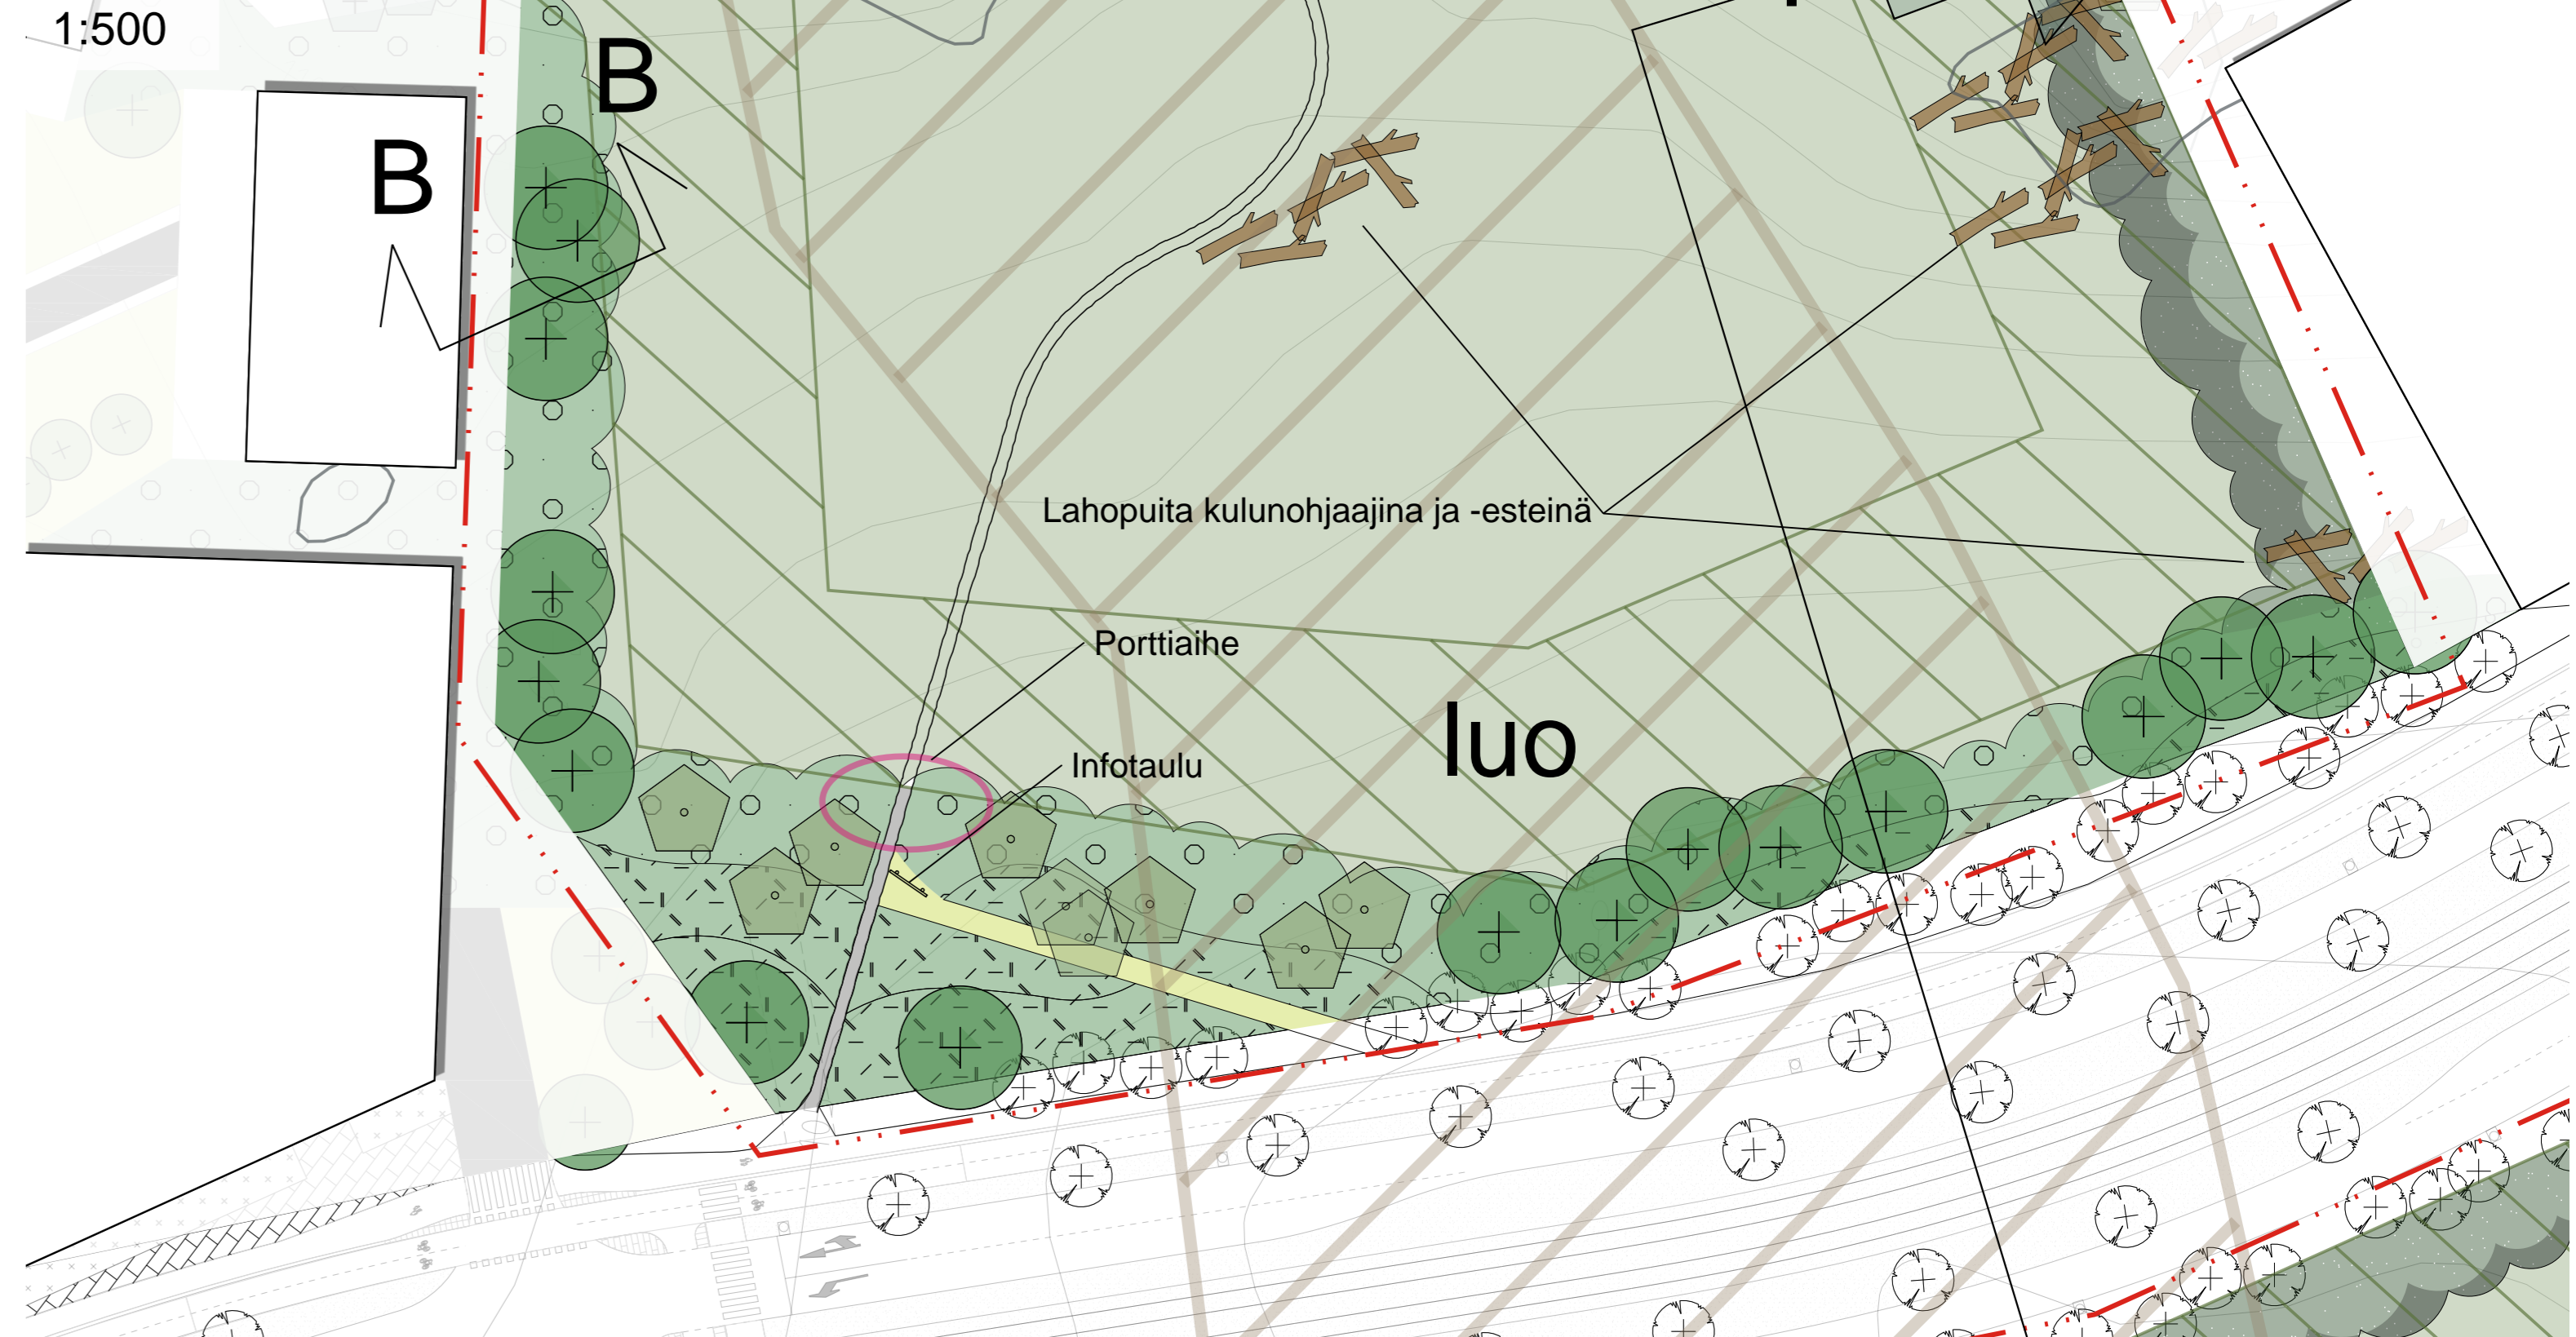 1:500
B
B
Lahopuita kulunohjaajina ja -esteinä
Porttiaihe
luo
Infotaulu